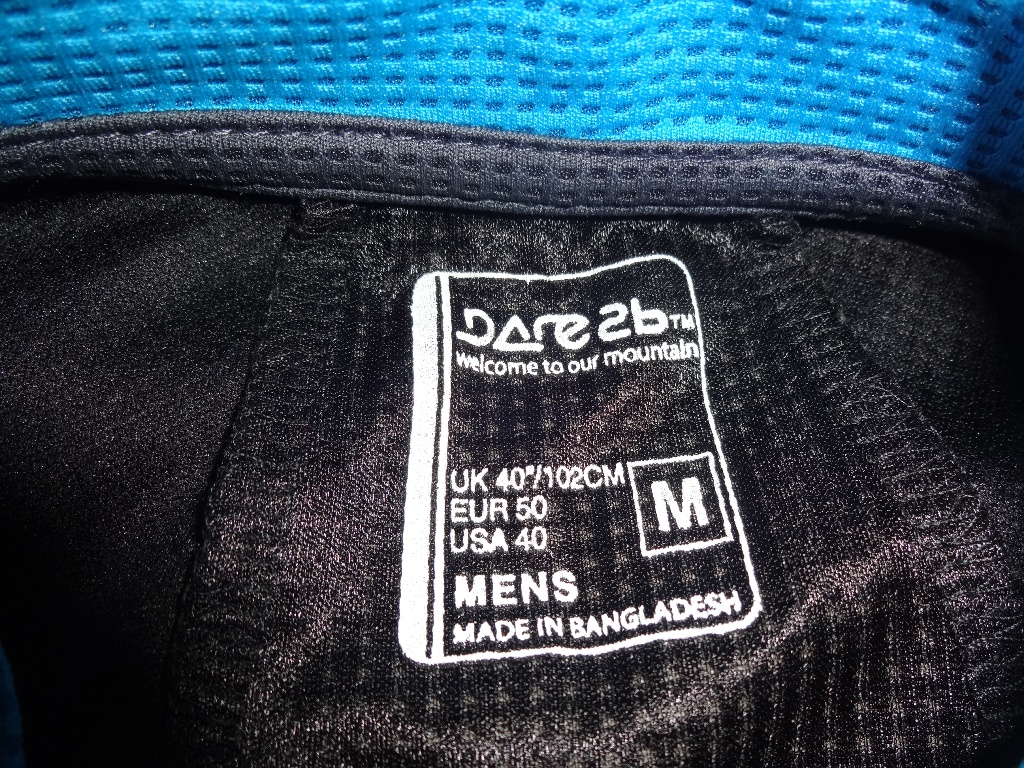 Dare 2b™
welcome to our mountain
UK 40"/102CM
EUR 50
USA 40
M
MENS
MADE IN BANGLADESH